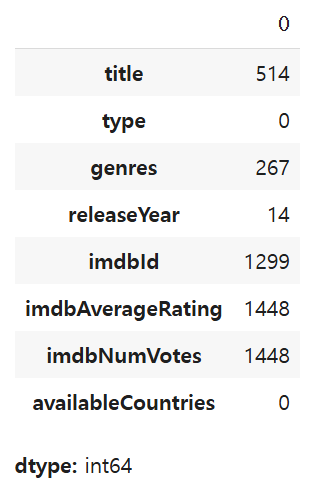 0
title 514
type 0
genres 267
releaseYear 14
imdbId 1299
imdbAverageRating 1448
imdbNumVotes 1448
availableCountries 0
dtype: int64